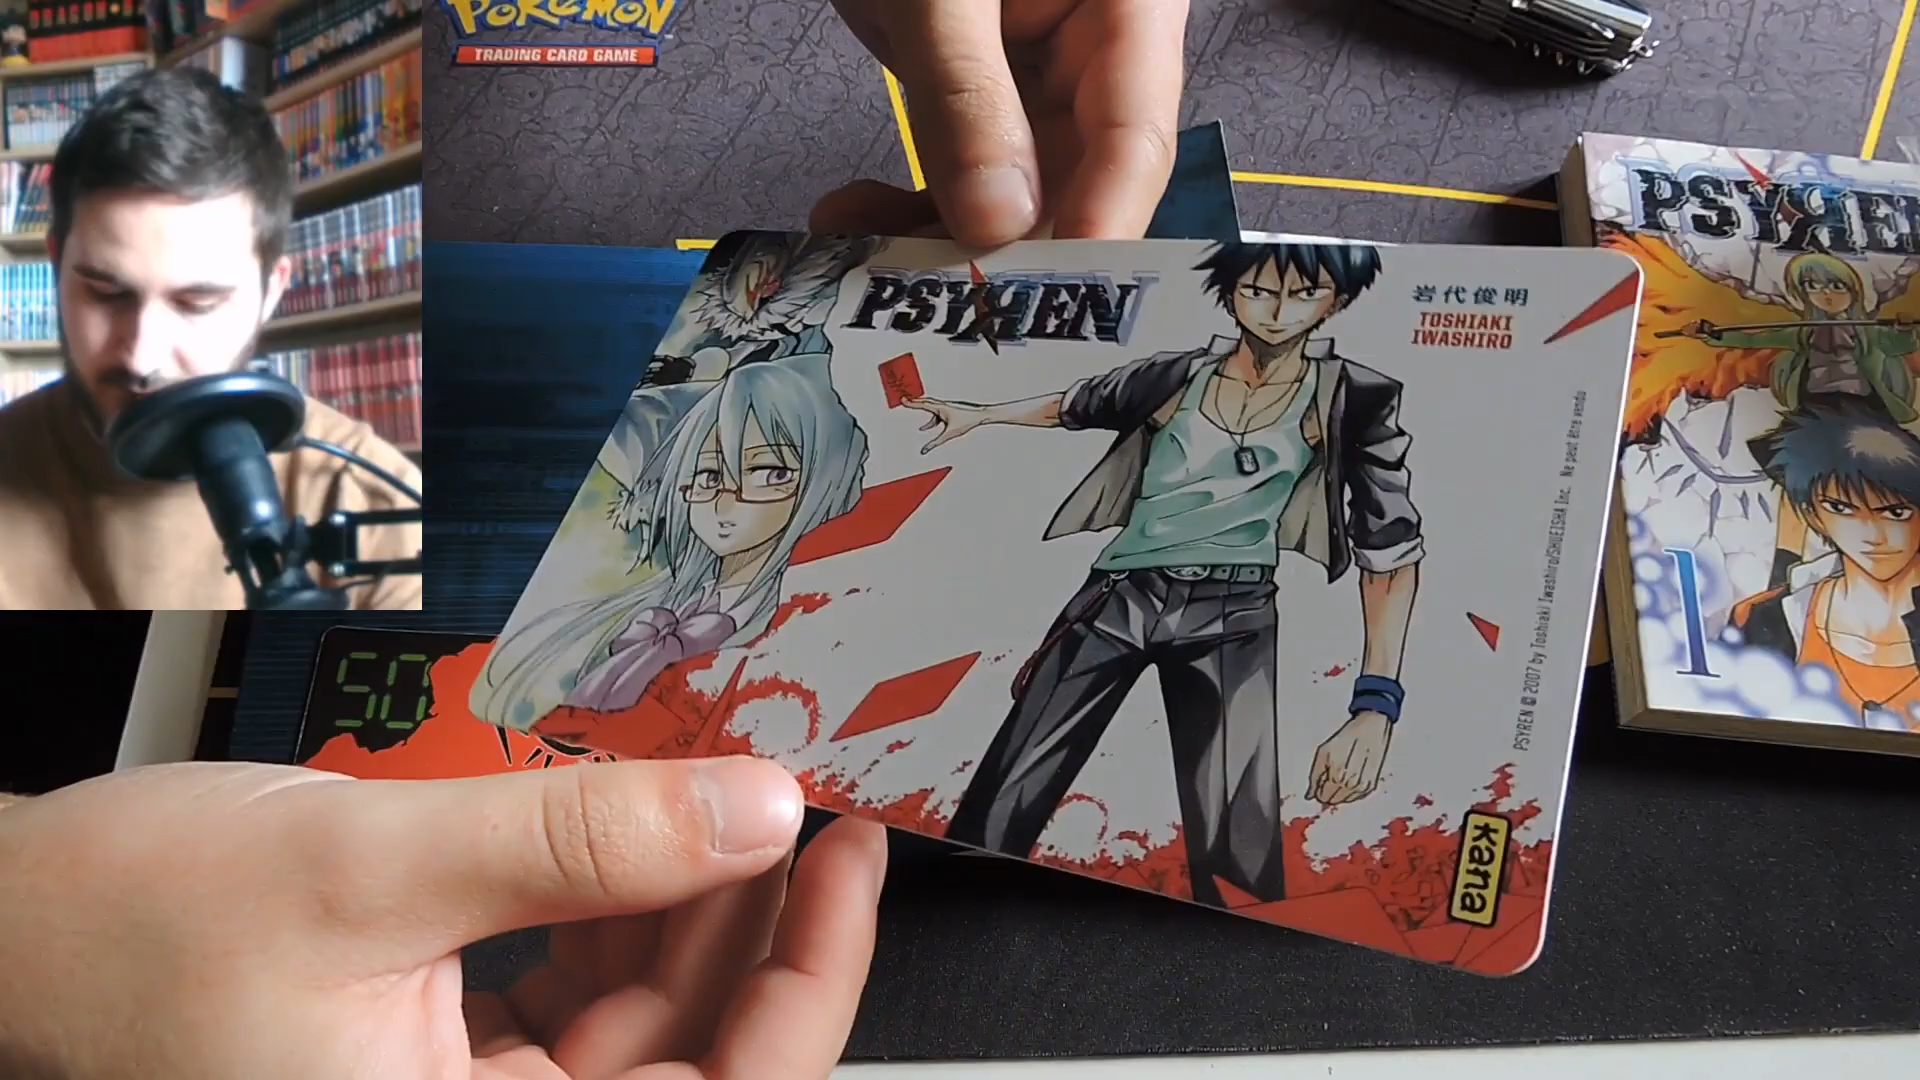 POKéMON
TRADING CARD GAME
PSYREN
岩代俊明
TOSHIAKI
IWASHIRO
PSYREN © 2007 by Toshiaki Iwashiro/SHUEISHA Inc. Ne peut être vendu
kana
50
PSYREN
1